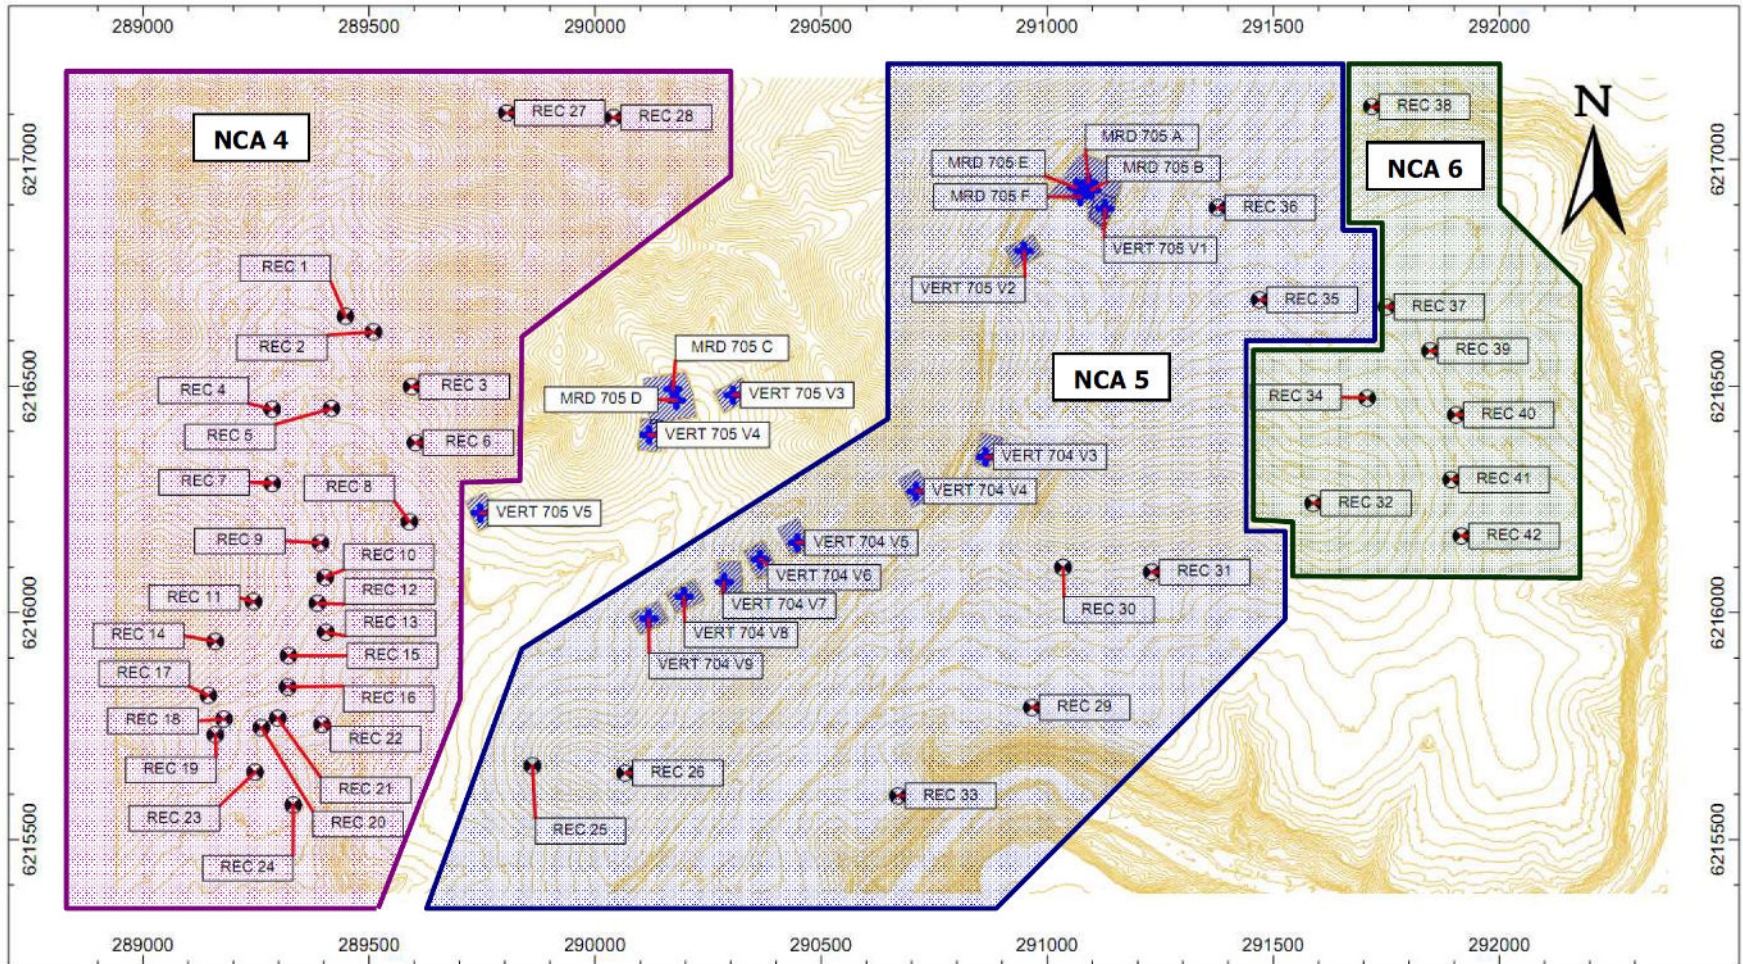 289000 289500 290000 290500 291000 291500 292000
REC 27
REC 28
REC 38
N
NCA 4
MRD 705 A
6217000
6217000
MRD 705 E
MRD 705 B
NCA 6
MRD 705 F
REC 36
VERT 705 V1
REC 1
VERT 705 V2
REC 35
REC 37
REC 2
MRD 705 C
REC 39
6216500
6216500
REC 4
REC 3
MRD 705 D
VERT 705 V3
NCA 5
REC 34
REC 5
REC 6
VERT 705 V4
REC 40
VERT 704 V3
REC 7
REC 8
VERT 704 V4
REC 41
REC 32
VERT 705 V5
REC 9
VERT 704 V5
REC 42
REC 10
VERT 704 V6
REC 31
REC 11
REC 12
VERT 704 V7
REC 30
6216000
6216000
REC 14
REC 13
VERT 704 V8
REC 15
VERT 704 V9
REC 17
REC 16
REC 29
REC 18
REC 22
REC 19
REC 26
REC 21
REC 33
REC 23
REC 20
REC 25
6215500
6215500
REC 24
289000 289500 290000 290500 291000 291500 292000